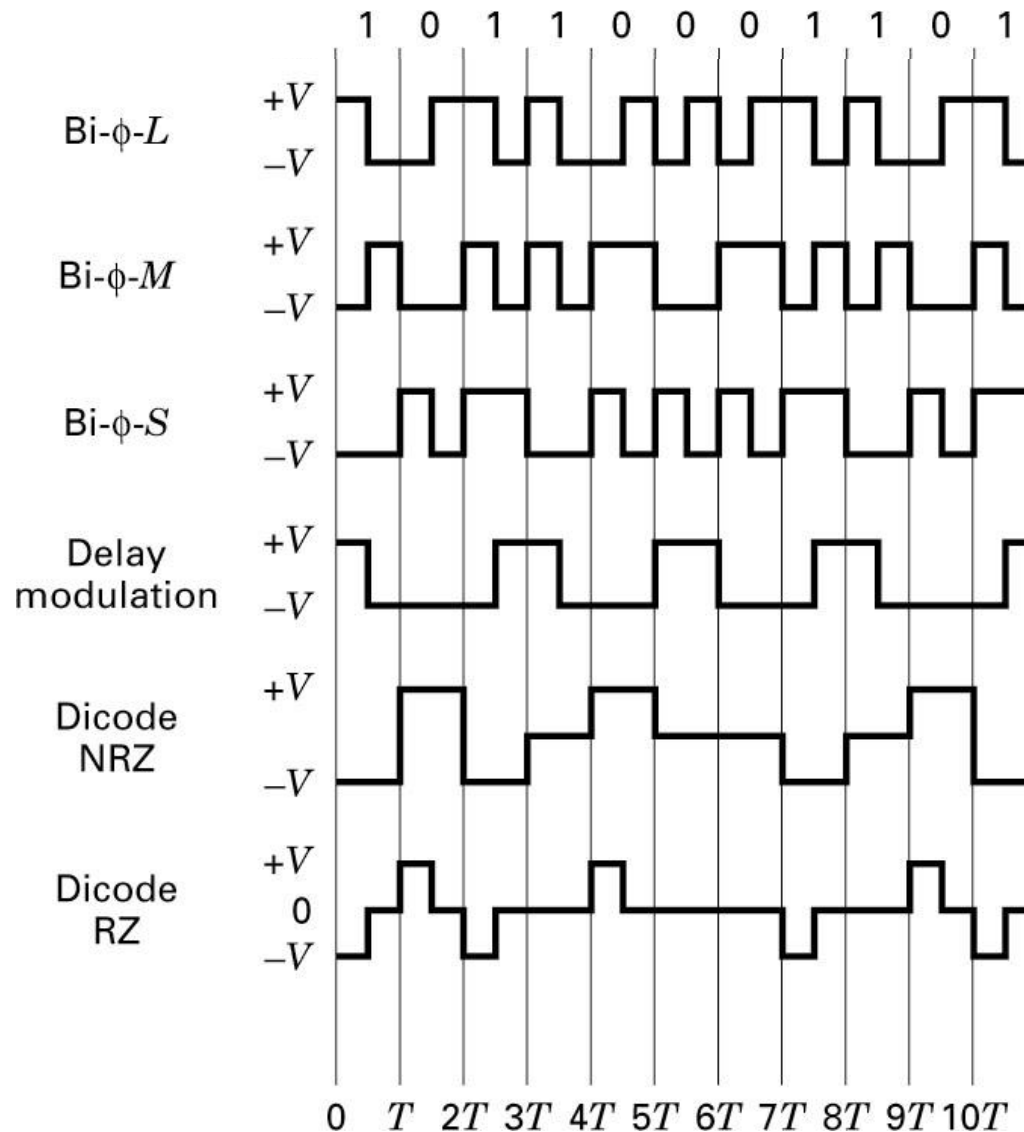 1 0 1 1 0 0 0 1 1 0 1
+V
Bi-ϕ-L
−V
+V
Bi-ϕ-M
−V
+V
Bi-ϕ-S
−V
+V
Delay
modulation
−V
+V
Dicode
NRZ
−V
+V
Dicode
0
RZ
−V
0 T 2T 3T 4T 5T 6T 7T 8T 9T 10T